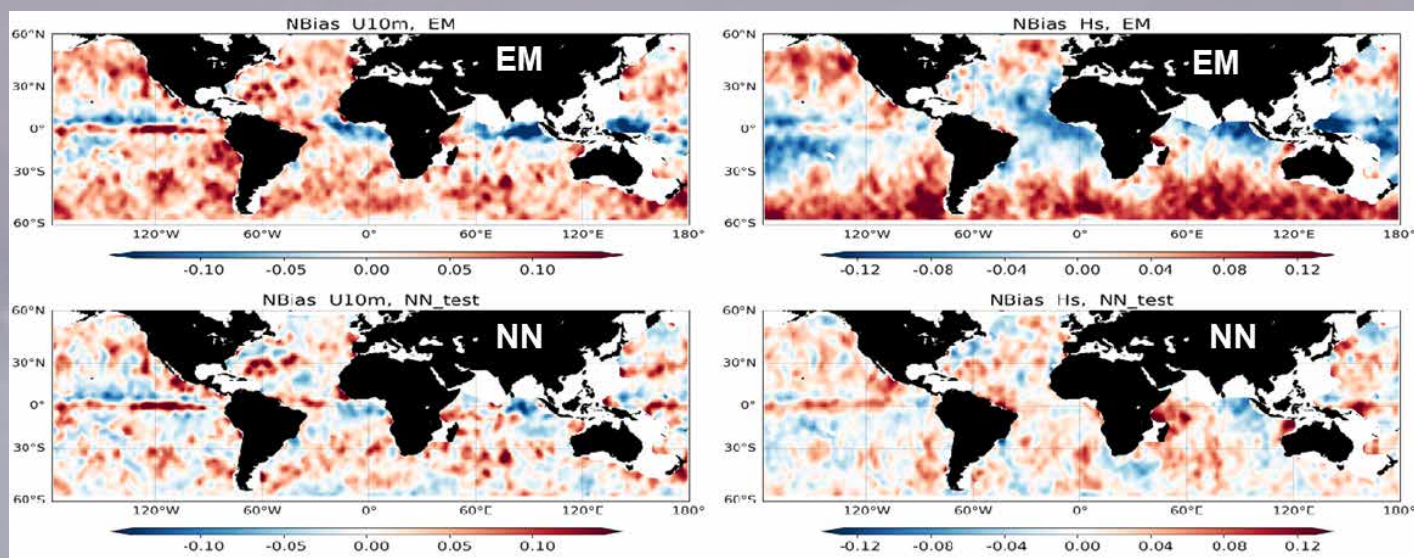 NBias U10m, EM
60°N
30°N
0°
30°S
60°S
EM
120°W 60°W 0° 60°E 120°E 180°
-0.10 -0.05 0.00 0.05 0.10
NBias Hs, EM
60°N
30°N
0°
30°S
60°S
EM
120°W 60°W 0° 60°E 120°E 180°
-0.12 -0.08 -0.04 0.00 0.04 0.08 0.12
NBias U10m, NN_test
60°N
30°N
0°
30°S
60°S
NN
120°W 60°W 0° 60°E 120°E 180°
-0.10 -0.05 0.00 0.05 0.10
NBias Hs, NN_test
60°N
30°N
0°
30°S
60°S
NN
120°W 60°W 0° 60°E 120°E 180°
-0.12 -0.08 -0.04 0.00 0.04 0.08 0.12